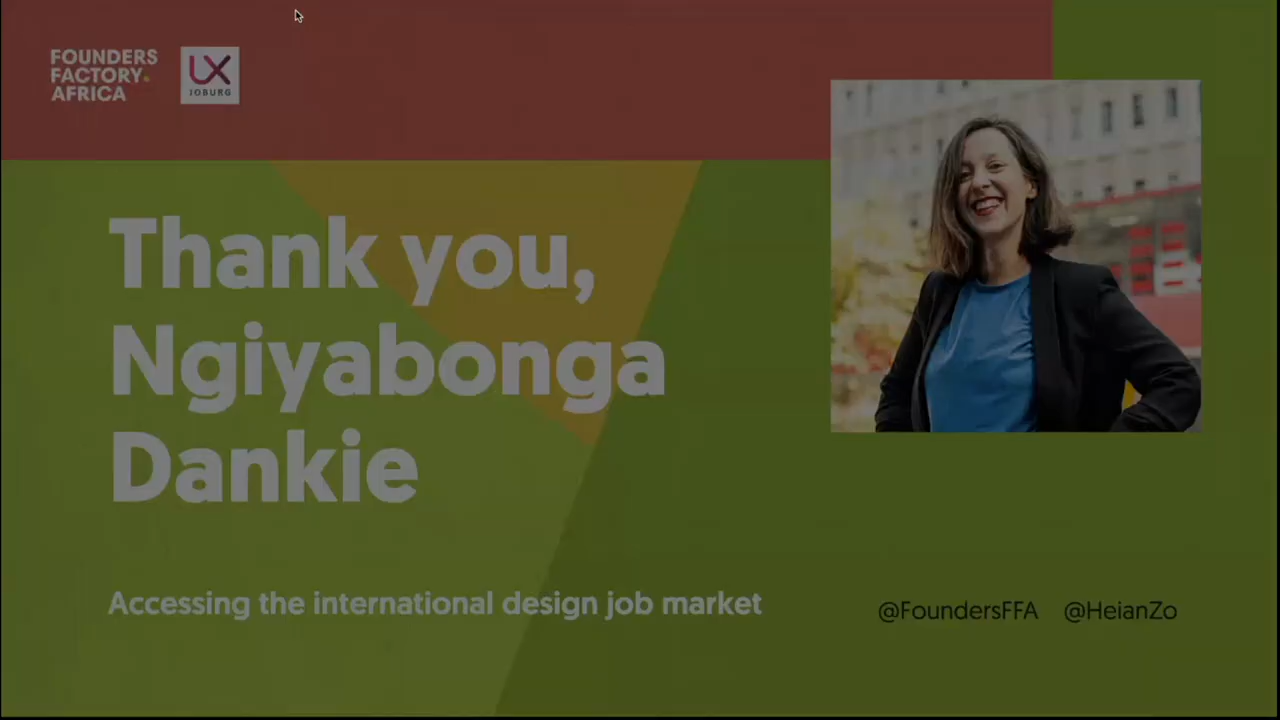 FOUNDERS
FACTORY.
AFRICA
UX
JOBURG
Thank you,
Ngiyabonga
Dankie
Accessing the international design job market
@FoundersFFA @HeianZo